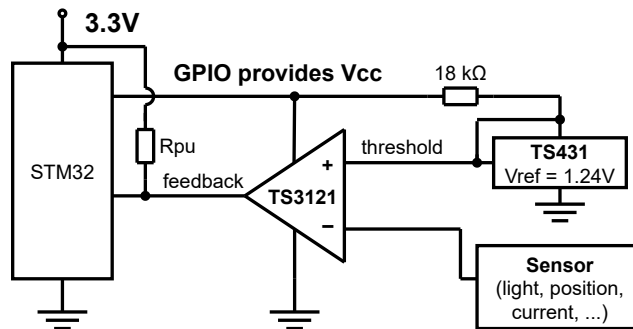 3.3V
GPIO provides Vcc
18 kΩ
STM32
Rpu
feedback
+
TS3121
−
threshold
TS431
Vref = 1.24V
Sensor
(light, position,
current, ...)